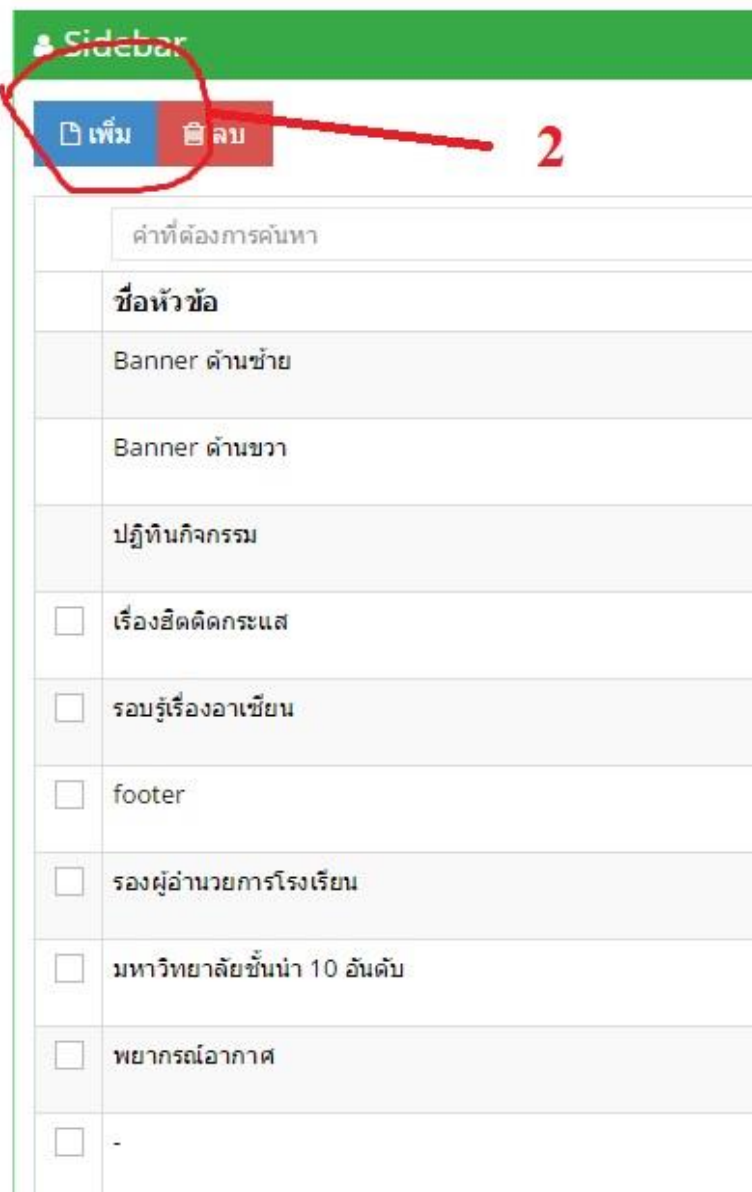 Sidebar
เพิ่ม ลบ
2
คำที่ต้องการค้นหา
ชื่อหัวข้อ
Banner ด้านซ้าย
Banner ด้านขวา
ปฏิทินกิจกรรม
เรื่องฮิตติดกระแส
รอบรู้เรื่องอาเซียน
footer
รองผู้อำนวยการโรงเรียน
มหาวิทยาลัยชั้นนำ 10 อันดับ
พยากรณ์อากาศ
-